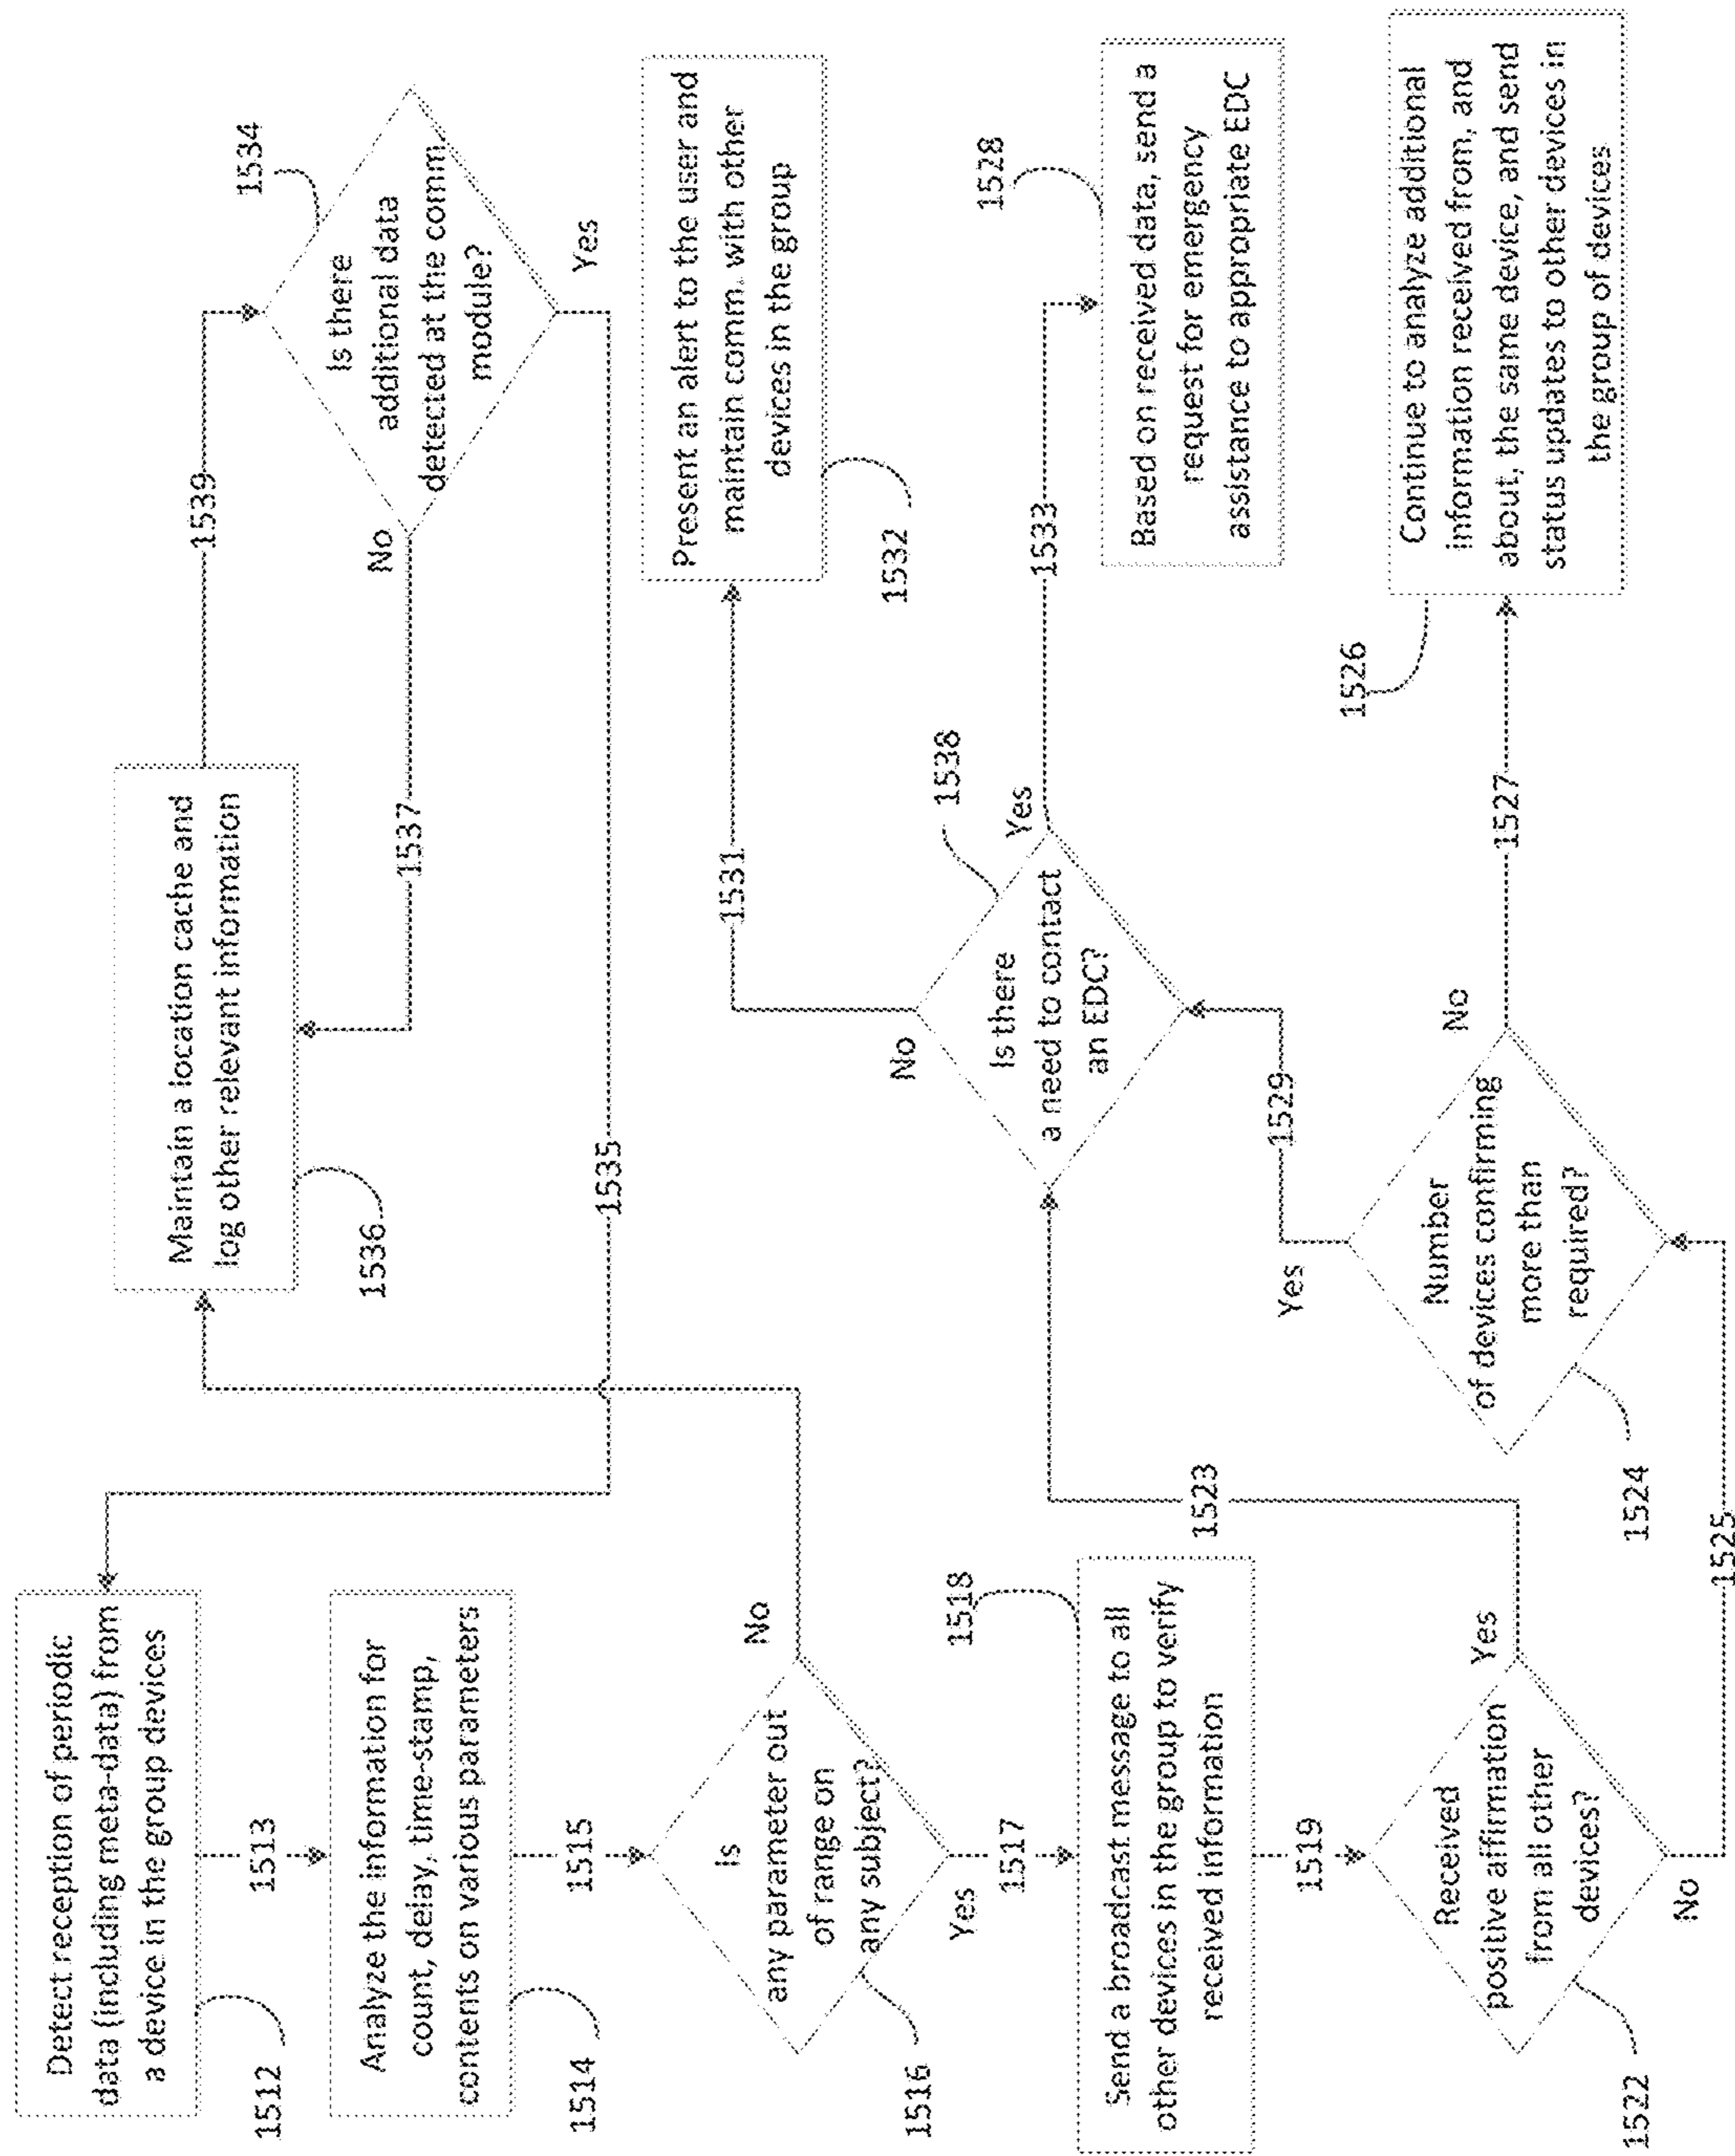 Detect reception of periodic
data (including meta-data) from
a device in the group devices
1512
1513
Analyze the information for
count, delay, time-stamp,
contents on various parameters
1514
1515
Is
any parameter out
of range on
any subject?
1516
No
Yes
1517
Send a broadcast message to all
other devices in the group to verify
received information
1518
1519
Received
positive affirmation
from all other
devices?
1522
Yes
No
1523
1525
Maintain a location cache and
log other relevant information
1536
1537
1539
1535
Is there
additional data
detected at the comm.
module?
1534
No
Yes
Is there
a need to contact
an EDC?
1538
No
Yes
1531
1533
1529
Number
of devices confirming
more than
required?
1524
Yes
No
1527
Present an alert to the user and
maintain comm. with other
devices in the group
1532
Based on received data, send a
request for emergency
assistance to appropriate EDC
1528
Continue to analyze additional
information received from, and
about, the same device, and send
status updates to other devices in
the group of devices
1526